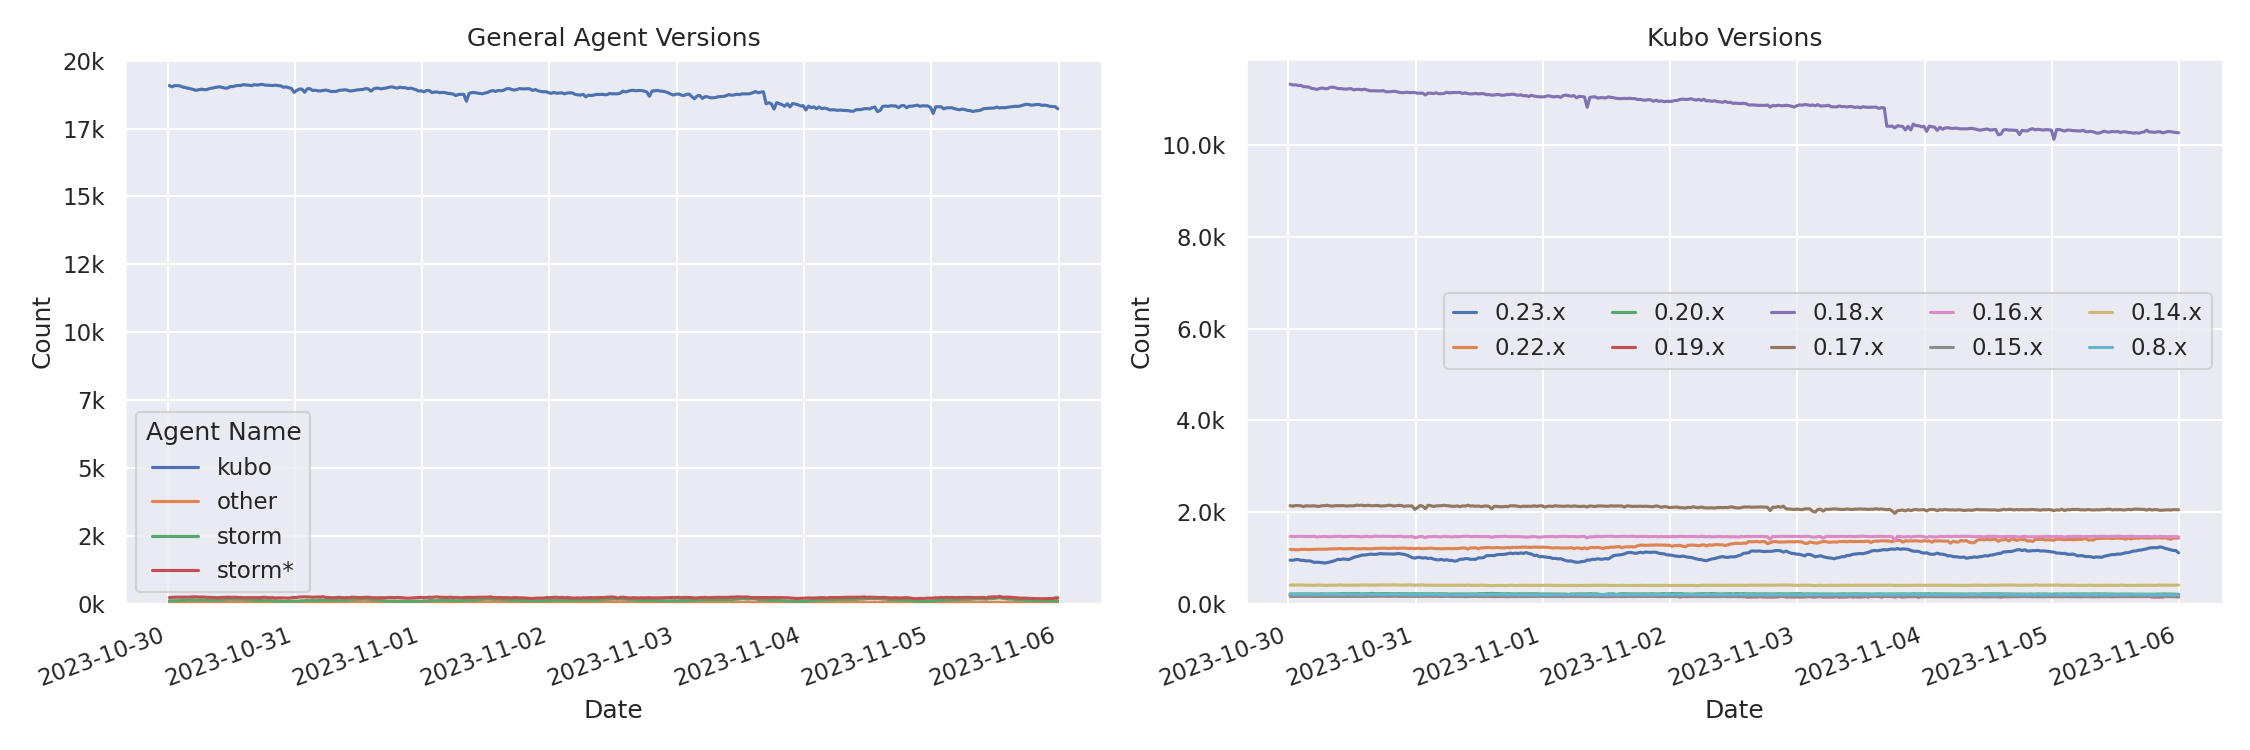 General Agent Versions
20k
17k
15k
12k
10k
7k
5k
2k
0k
Count
Agent Name
kubo
other
storm
storm*
2023-10-30
2023-10-31
2023-11-01
2023-11-02
2023-11-03
2023-11-04
2023-11-05
2023-11-06
Date
Kubo Versions
10.0k
8.0k
6.0k
4.0k
2.0k
0.0k
Count
0.23.x 0.20.x 0.18.x 0.16.x 0.14.x
0.22.x 0.19.x 0.17.x 0.15.x 0.8.x
2023-10-30
2023-10-31
2023-11-01
2023-11-02
2023-11-03
2023-11-04
2023-11-05
2023-11-06
Date